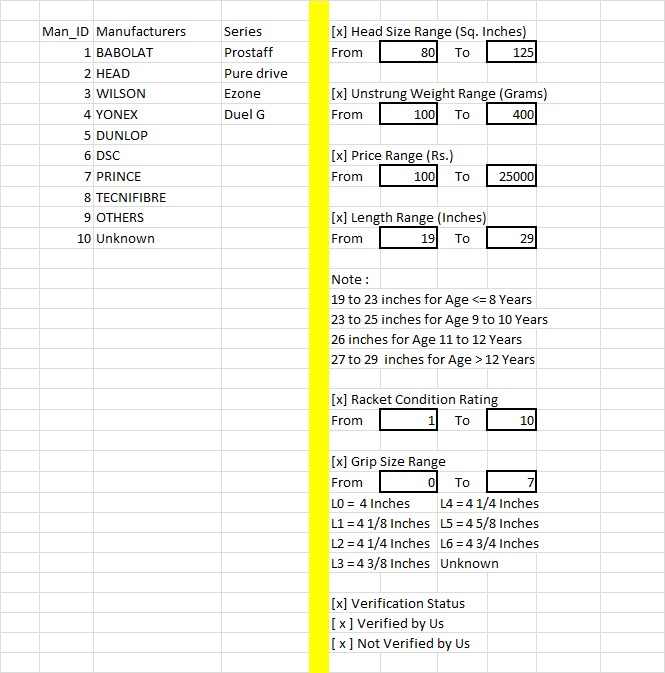 Man_ID Manufacturers Series
1 BABOLAT Prostaff
2 HEAD Pure drive
3 WILSON Ezone
4 YONEX Duel G
5 DUNLOP
6 DSC
7 PRINCE
8 TECNIFIBRE
9 OTHERS
10 Unknown
[x] Head Size Range (Sq. Inches)
From 80 To 125
[x] Unstrung Weight Range (Grams)
From 100 To 400
[x] Price Range (Rs.)
From 100 To 25000
[x] Length Range (Inches)
From 19 To 29
Note :
19 to 23 inches for Age <= 8 Years
23 to 25 inches for Age 9 to 10 Years
26 inches for Age 11 to 12 Years
27 to 29  inches for Age > 12 Years
[x] Racket Condition Rating
From 1 To 10
[x] Grip Size Range
From 0 To 7
L0 =  4 Inches L4 = 4 1/4 Inches
L1 = 4 1/8 Inches L5 = 4 5/8 Inches
L2 = 4 1/4 Inches L6 = 4 3/4 Inches
L3 = 4 3/8 Inches Unknown
[x] Verification Status
[ x ] Verified by Us
[ x ] Not Verified by Us